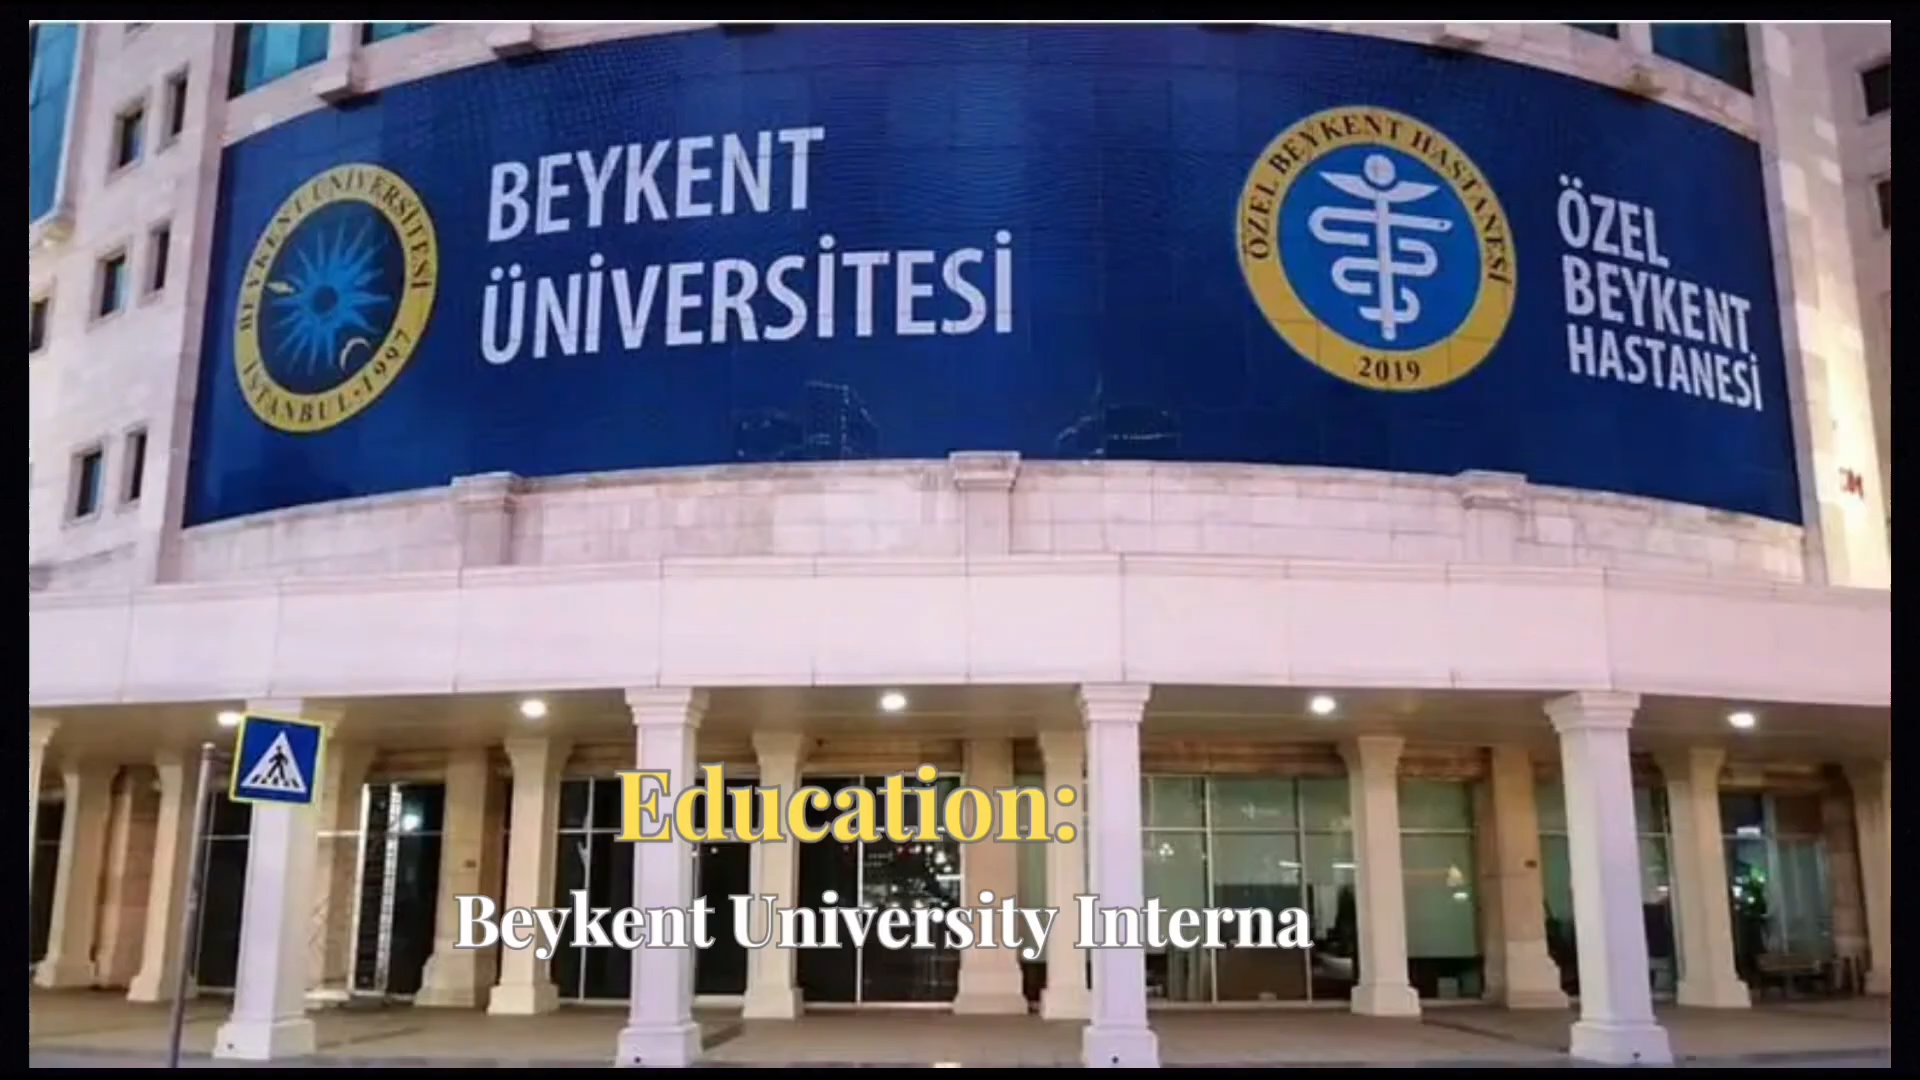 BEYKENT ÜNİVERSİTESİ
İSTANBUL·1997
BEYKENT
ÜNİVERSİTESİ
ÖZEL BEYKENT HASTANESİ
2019
ÖZEL
BEYKENT
HASTANESİ
Education:
Beykent University Interna